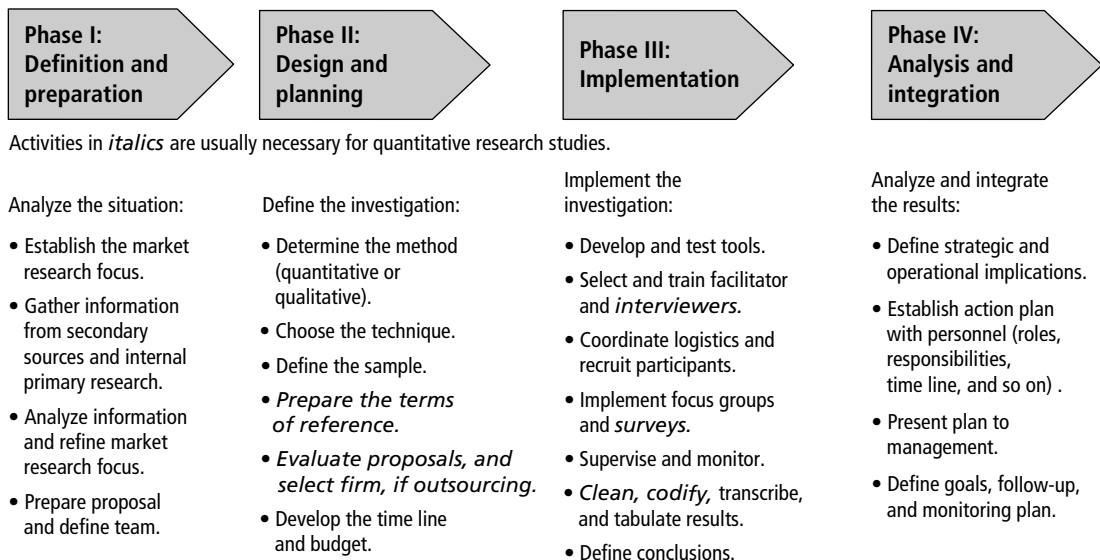 Phase I:
Definition and
preparation
Phase II:
Design and
planning
Phase III:
Implementation
Phase IV:
Analysis and
integration
Activities in italics are usually necessary for quantitative research studies.
Analyze the situation:
• Establish the market
research focus.
• Gather information
from secondary
sources and internal
primary research.
• Analyze information
and refine market
research focus.
• Prepare proposal
and define team.
Define the investigation:
• Determine the method
(quantitative or
qualitative).
• Choose the technique.
• Define the sample.
• Prepare the terms
of reference.
• Evaluate proposals, and
select firm, if outsourcing.
• Develop the time line
and budget.
Implement the
investigation:
• Develop and test tools.
• Select and train facilitator
and interviewers.
• Coordinate logistics and
recruit participants.
• Implement focus groups
and surveys.
• Supervise and monitor.
• Clean, codify, transcribe,
and tabulate results.
• Define conclusions.
Analyze and integrate
the results:
• Define strategic and
operational implications.
• Establish action plan
with personnel (roles,
responsibilities,
time line, and so on) .
• Present plan to
management.
• Define goals, follow-up,
and monitoring plan.